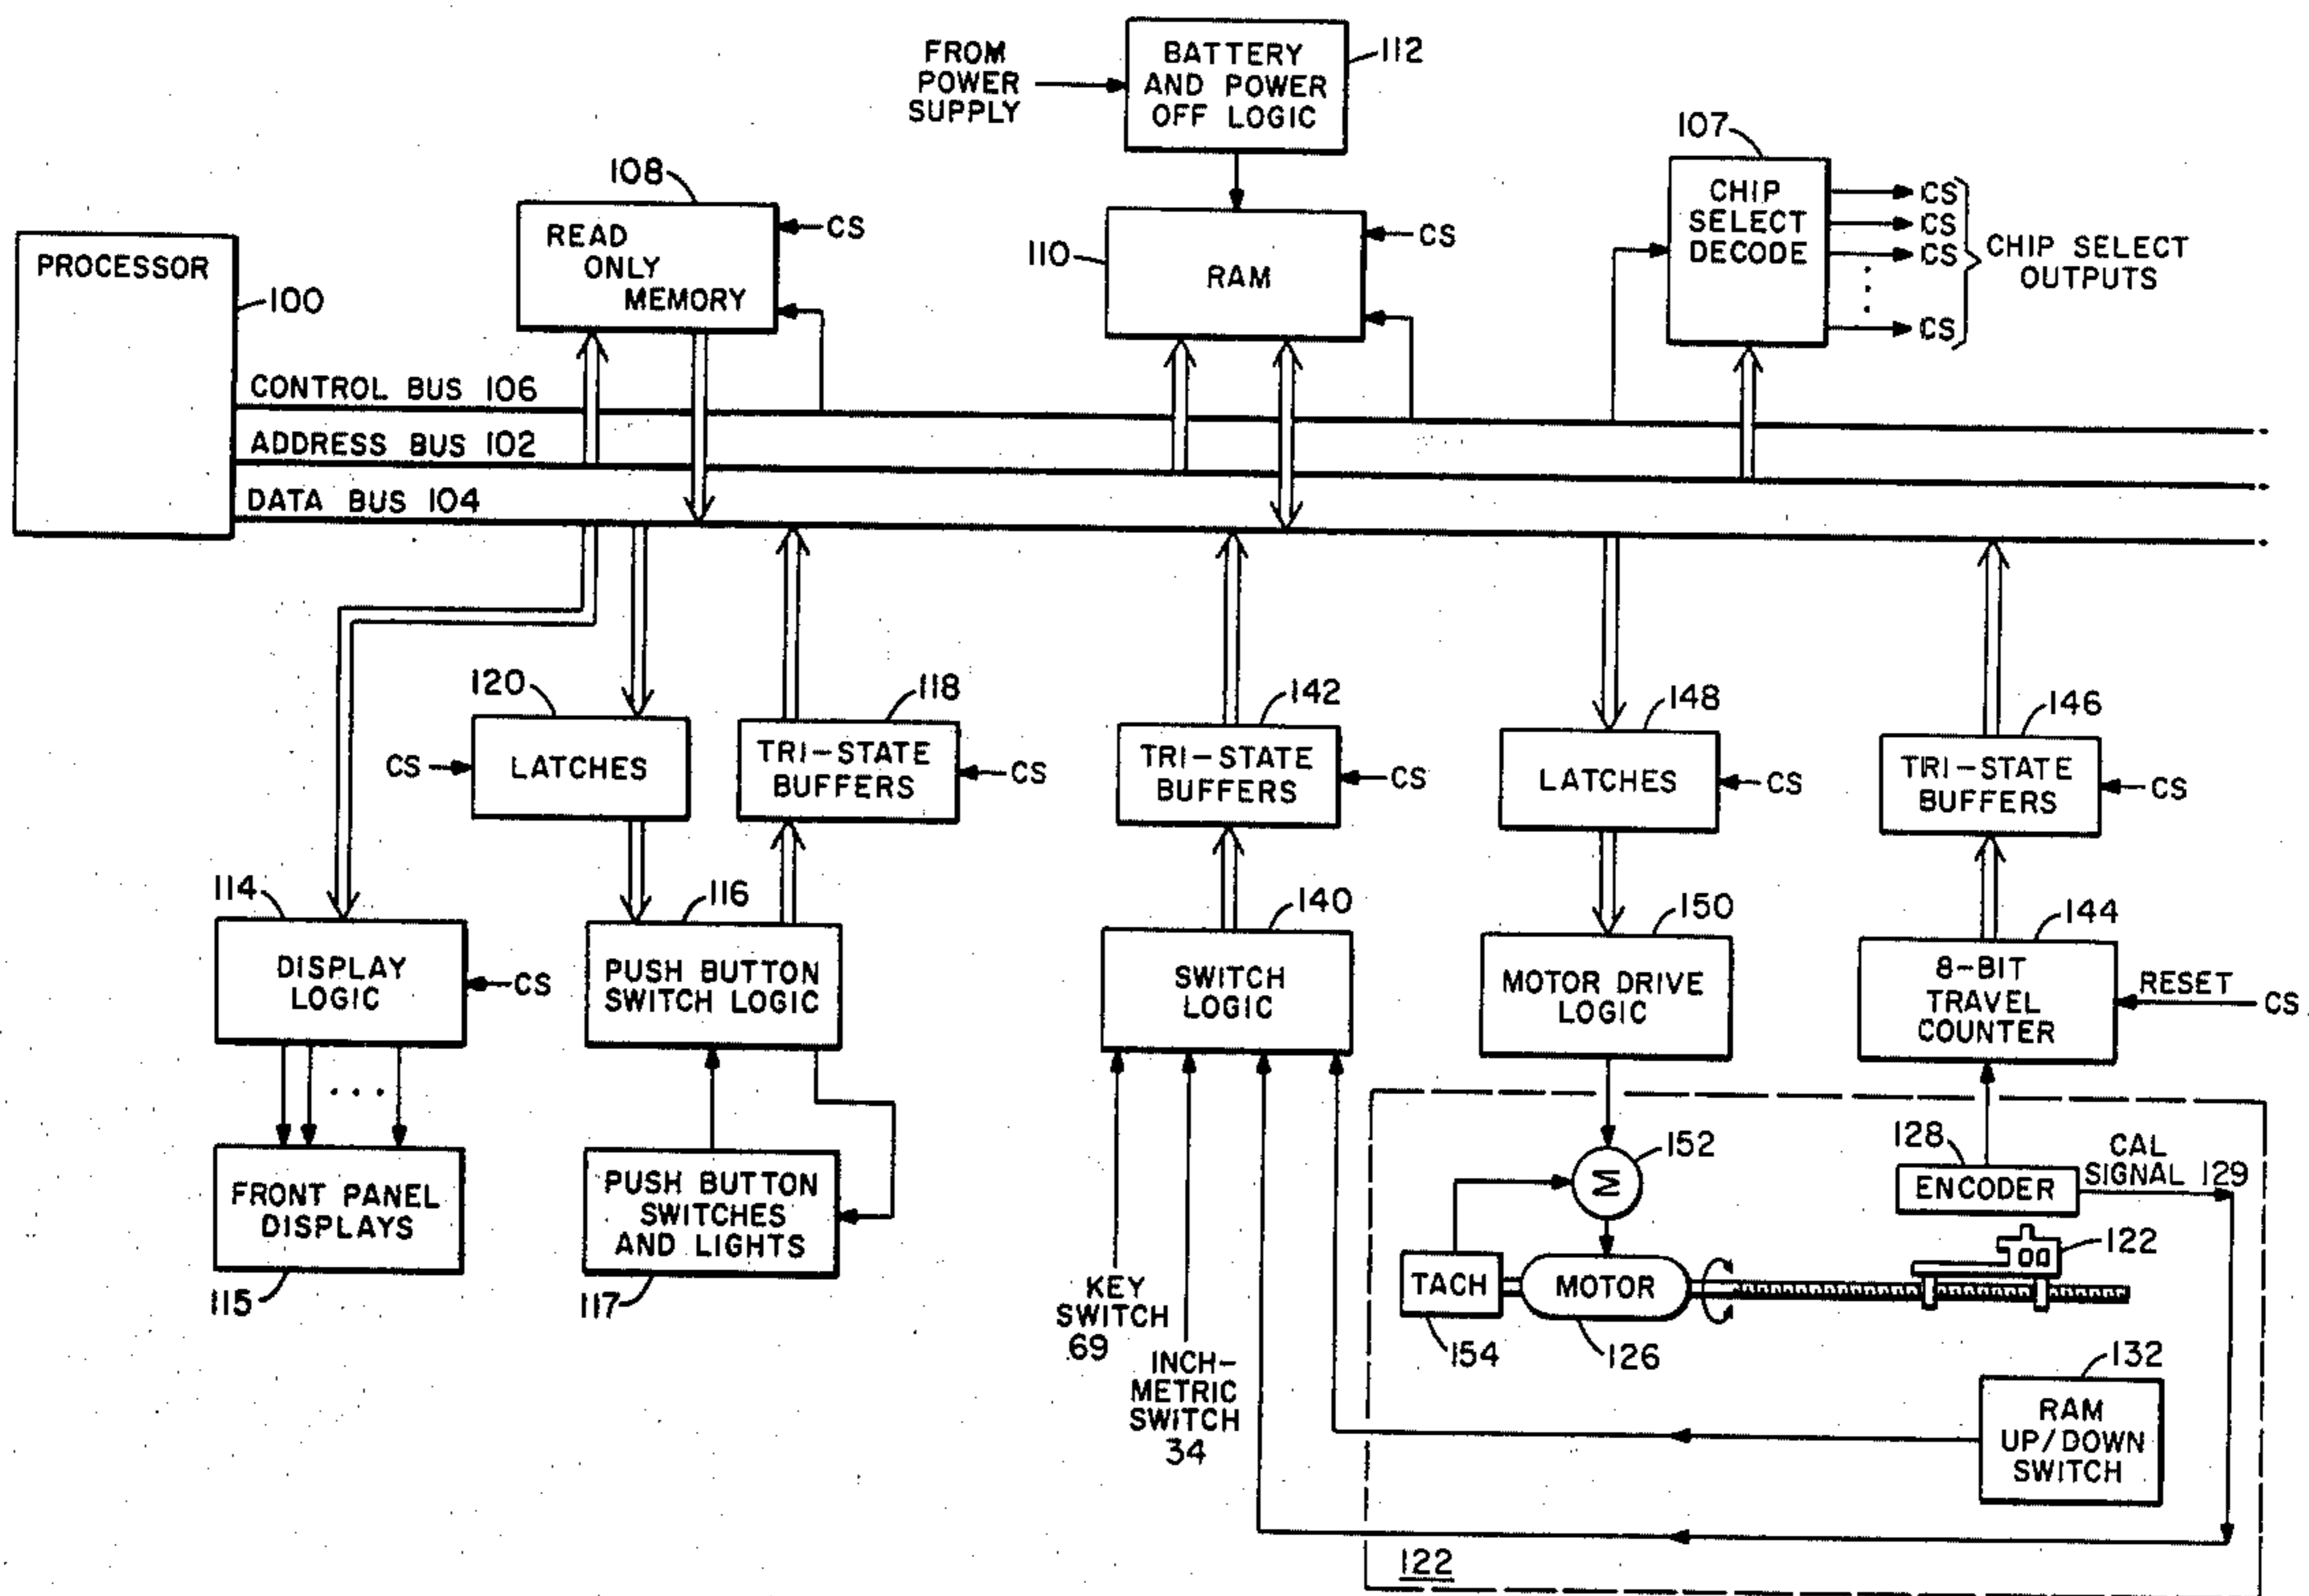 FROM
POWER
SUPPLY
BATTERY
AND POWER
OFF LOGIC
112
107
108
READ
ONLY
MEMORY
CS
110
RAM
CS
CHIP
SELECT
DECODE
CS
CS
CS
CS
CHIP SELECT
OUTPUTS
PROCESSOR
100
CONTROL BUS 106
ADDRESS BUS 102
DATA BUS 104
120
CS
LATCHES
118
TRI-STATE
BUFFERS
CS
142
TRI-STATE
BUFFERS
CS
148
LATCHES
CS
146
TRI-STATE
BUFFERS
CS
114
DISPLAY
LOGIC
CS
116
PUSH BUTTON
SWITCH LOGIC
140
SWITCH
LOGIC
150
MOTOR DRIVE
LOGIC
144
8-BIT
TRAVEL
COUNTER
RESET
CS
...
FRONT PANEL
DISPLAYS
115
PUSH BUTTON
SWITCHES
AND LIGHTS
117
KEY
SWITCH
69
INCH-
METRIC
SWITCH
34
152
Σ
TACH
154
MOTOR
126
128
ENCODER
CAL
SIGNAL 129
122
132
RAM
UP/DOWN
SWITCH
122